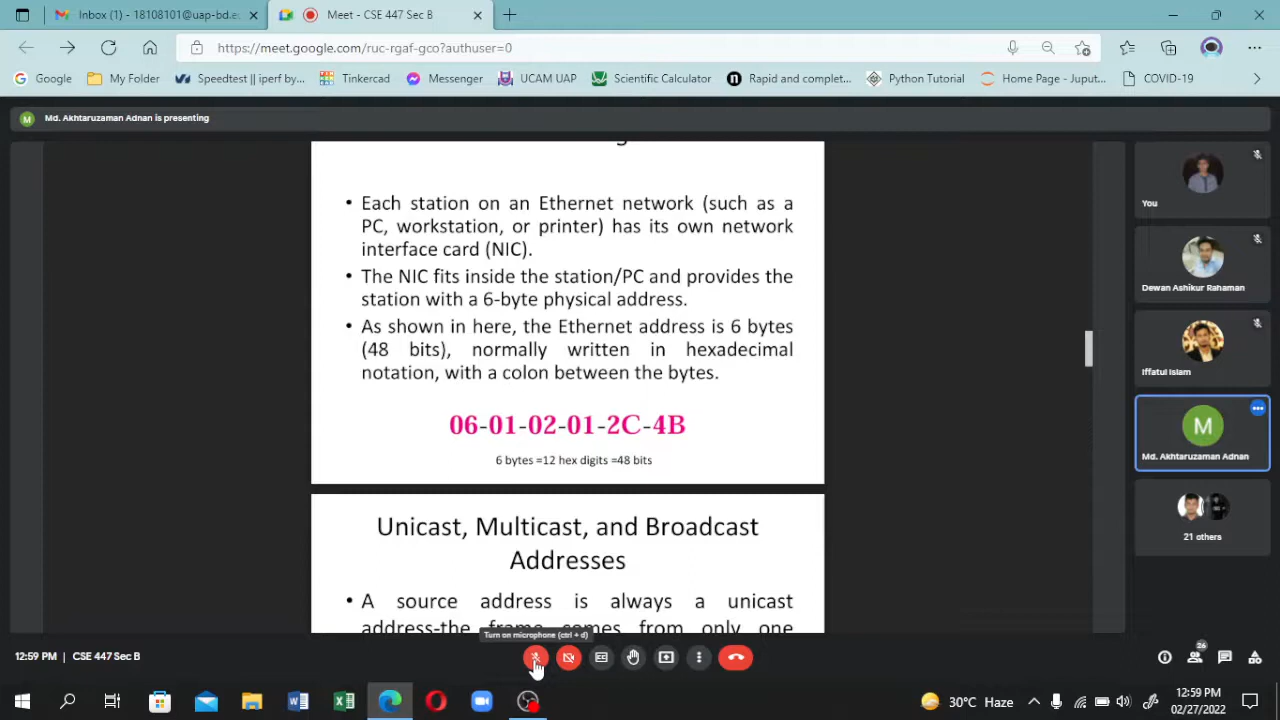 Inbox (1) - 18108101@uap-bd.e
Meet - CSE 447 Sec B
https://meet.google.com/ruc-rgaf-gco?authuser=0
Google
My Folder
Speedtest || iperf by...
Tinkercad
Messenger
UCAM UAP
Scientific Calculator
Rapid and complet...
Python Tutorial
Home Page - Juput...
COVID-19
M
Md. Akhtaruzaman Adnan is presenting
• Each station on an Ethernet network (such as a
PC, workstation, or printer) has its own network
interface card (NIC).
• The NIC fits inside the station/PC and provides the
station with a 6-byte physical address.
• As shown in here, the Ethernet address is 6 bytes
(48 bits), normally written in hexadecimal
notation, with a colon between the bytes.
06-01-02-01-2C-4B
6 bytes =12 hex digits =48 bits
Unicast, Multicast, and Broadcast
Addresses
• A source address is always a unicast
address-the frame comes from only one
You
Dewan Ashikur Rahaman
Iffatul Islam
M
Md. Akhtaruzaman Adnan
21 others
Turn on microphone (ctrl + d)
12:59 PM | CSE 447 Sec B
26
30°C Haze
12:59 PM
02/27/2022